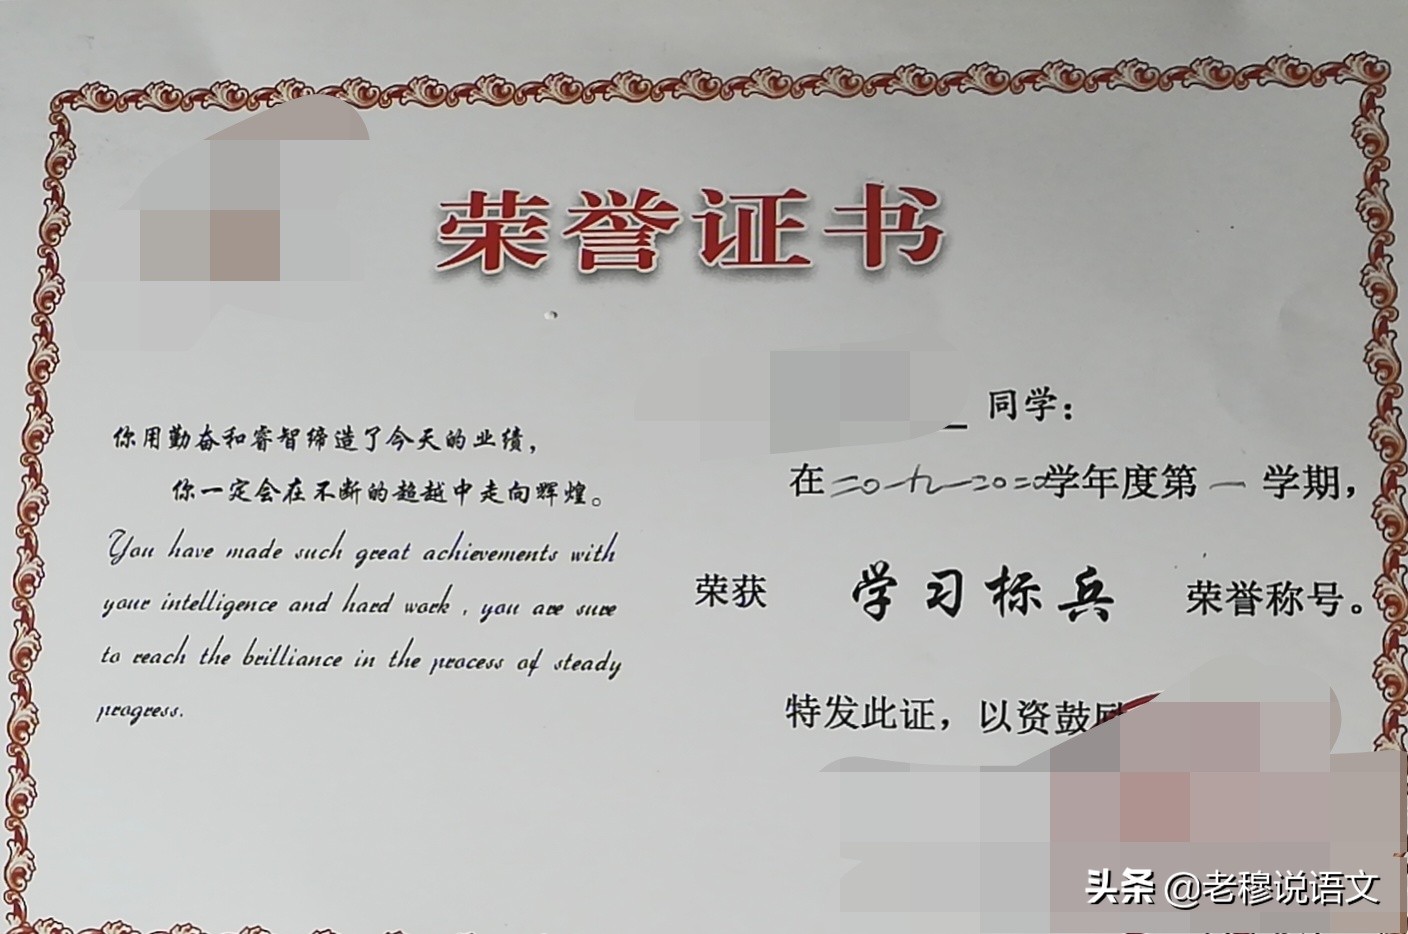 荣誉证书
你用勤奋和睿智缔造了今天的业绩，
你一定会在不断的超越中走向辉煌。
You have made such great achievements with
your intelligence and hard work , you are sure
to reach the brilliance in the process of steady
progress.
同学：
在二〇一九—二〇二〇学年度第一学期，
荣获 学习标兵 荣誉称号。
特发此证，以资鼓励
头条 @老穆说语文